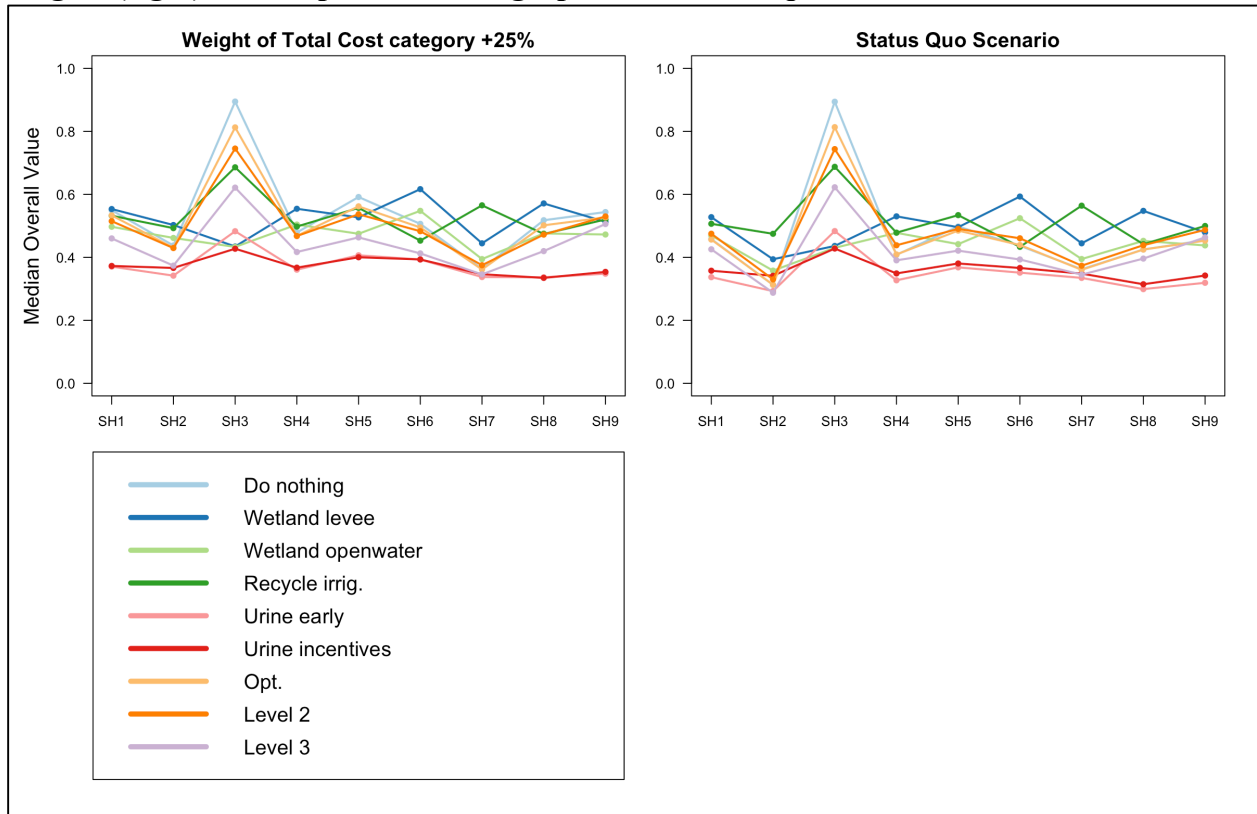 Weight of Total Cost category +25%
Status Quo Scenario
Median Overall Value
1.0
0.8
0.6
0.4
0.2
0.0
SH1 SH2 SH3 SH4 SH5 SH6 SH7 SH8 SH9
1.0
0.8
0.6
0.4
0.2
0.0
SH1 SH2 SH3 SH4 SH5 SH6 SH7 SH8 SH9
Do nothing
Wetland levee
Wetland openwater
Recycle irrig.
Urine early
Urine incentives
Opt.
Level 2
Level 3